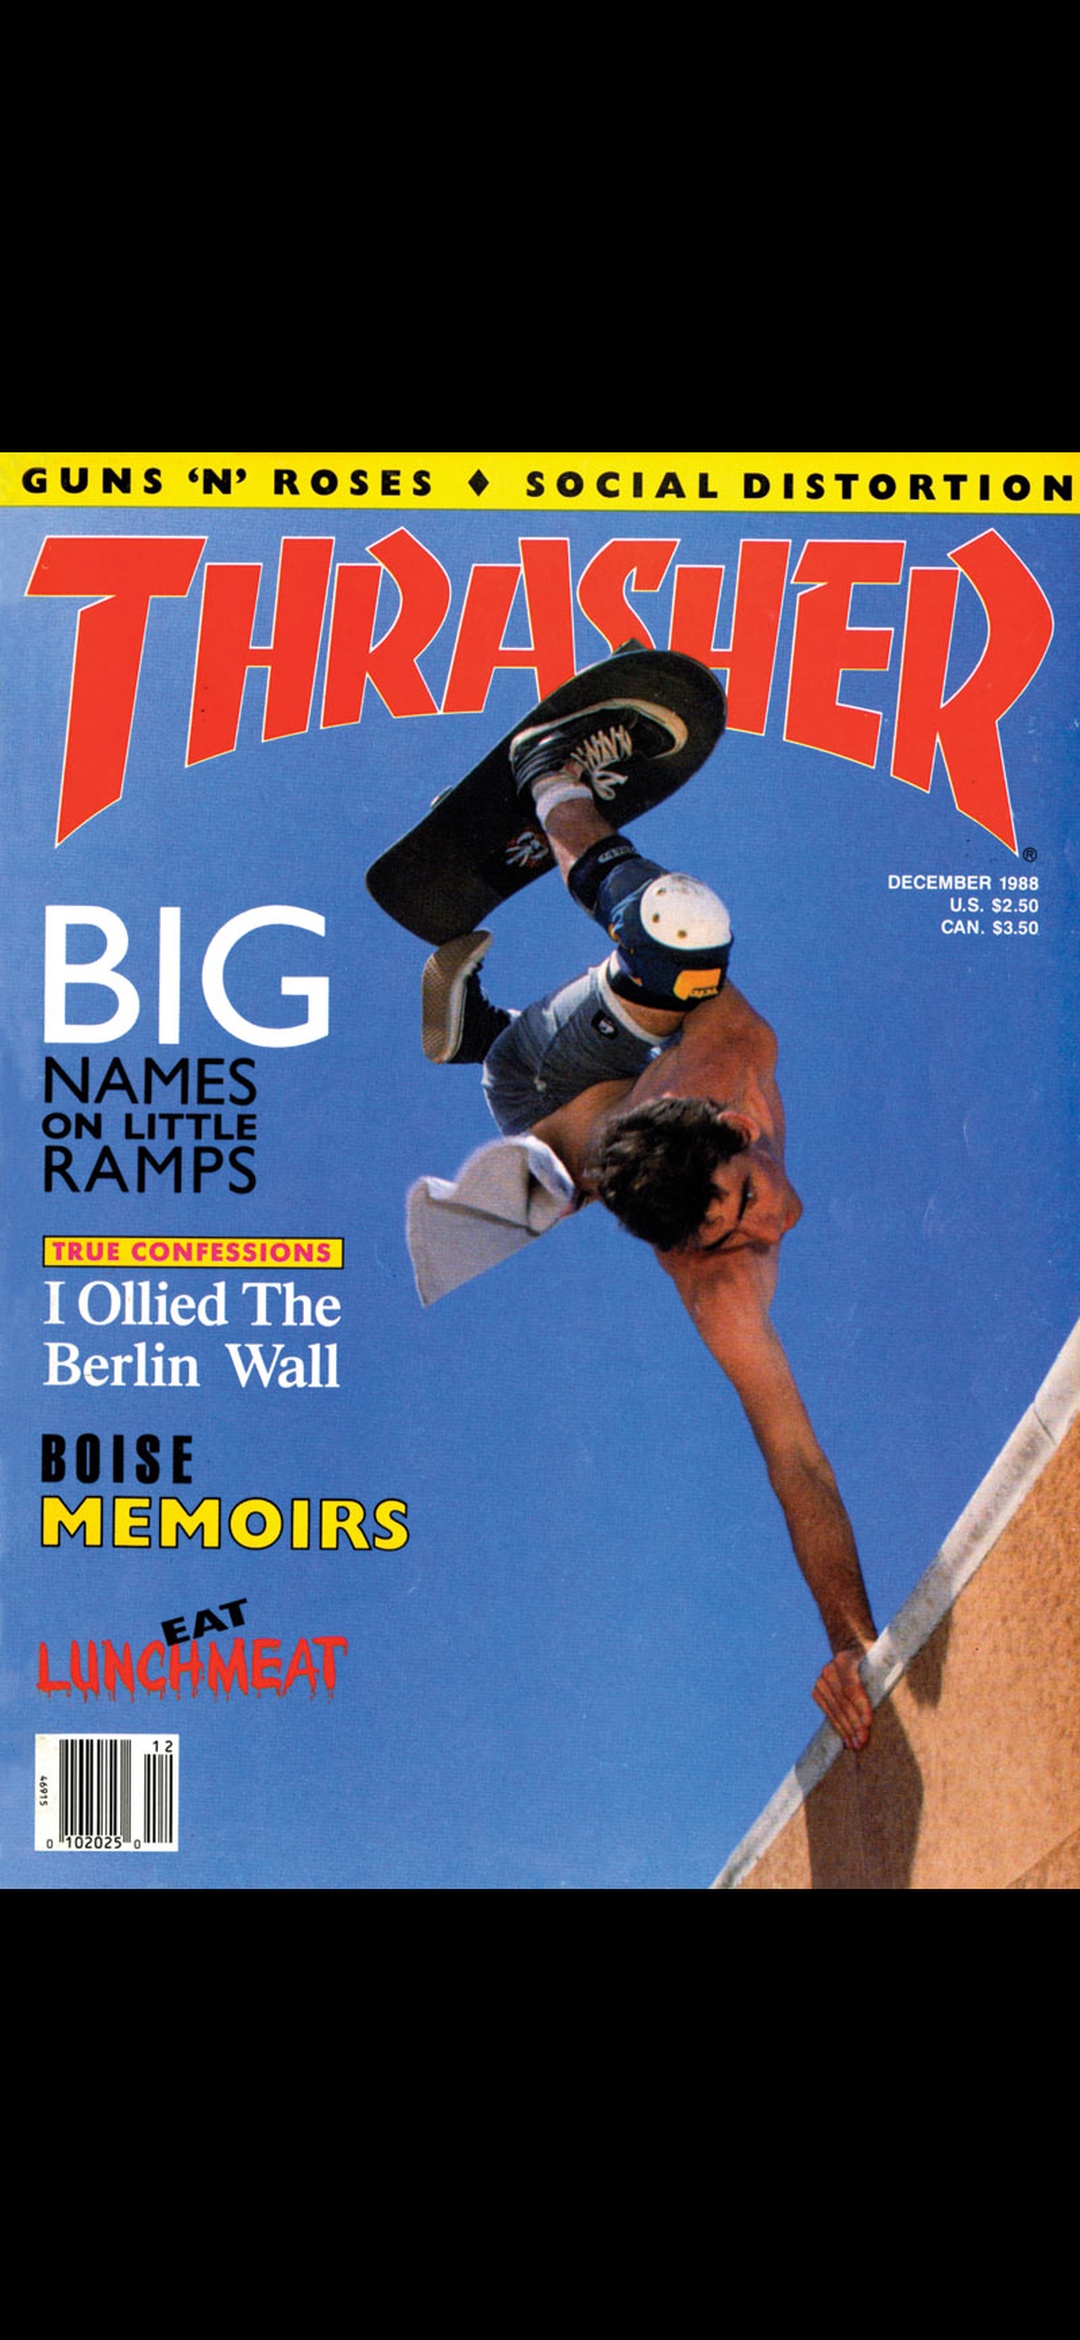 GUNS ‘N’ ROSES ♦ SOCIAL DISTORTION
THRASHER®
DECEMBER 1988
U.S. $2.50
CAN. $3.50
BIG
NAMES
ON LITTLE
RAMPS
TRUE CONFESSIONS
I Ollied The
Berlin Wall
BOISE
MEMOIRS
EAT
LUNCHMEAT
12
46915
0 102025 0